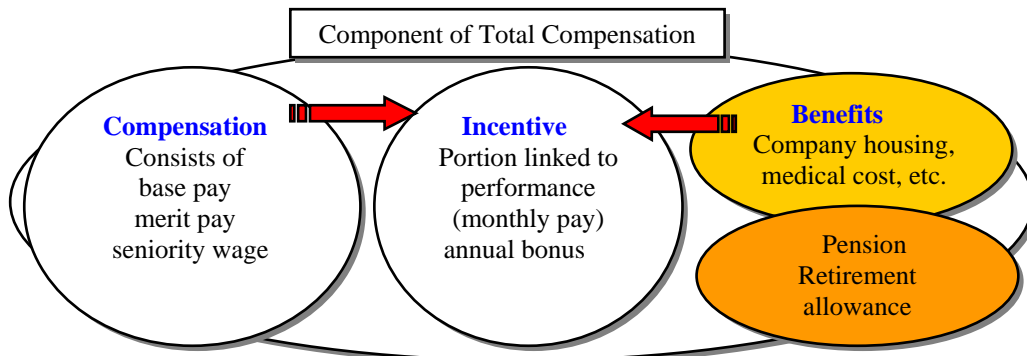 Component of Total Compensation
Compensation
Consists of
base pay
merit pay
seniority wage
Incentive
Portion linked to
performance
(monthly pay)
annual bonus
Benefits
Company housing,
medical cost, etc.
Pension
Retirement
allowance